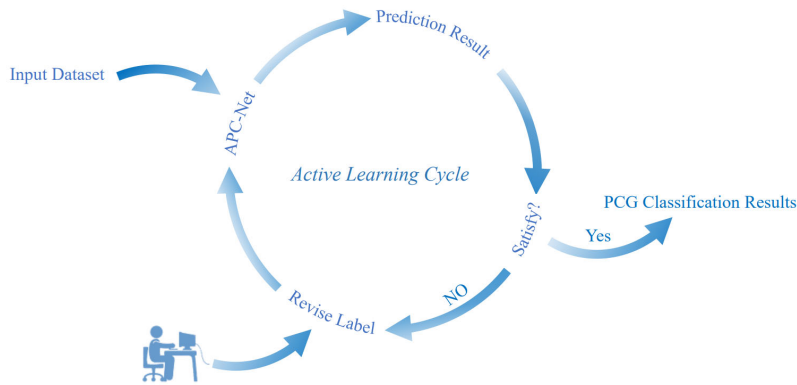 Prediction Result
Input Dataset
APC-Net
Active Learning Cycle
Satisfy?
PCG Classification Results
Yes
NO
Revise Label